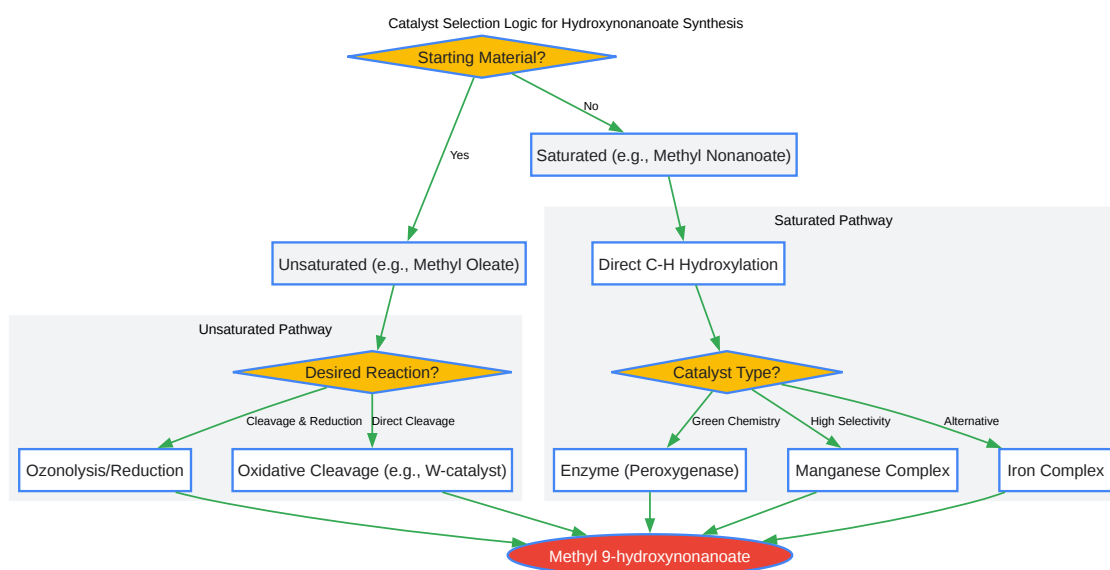 Catalyst Selection Logic for Hydroxynonanoate Synthesis
Starting Material?
No
Yes
Saturated (e.g., Methyl Nonanoate)
Saturated Pathway
Unsaturated (e.g., Methyl Oleate)
Direct C-H Hydroxylation
Unsaturated Pathway
Desired Reaction?
Catalyst Type?
Cleavage & Reduction
Direct Cleavage
Green Chemistry
High Selectivity
Alternative
Ozonolysis/Reduction
Oxidative Cleavage (e.g., W-catalyst)
Enzyme (Peroxygenase)
Manganese Complex
Iron Complex
Methyl 9-hydroxynonanoate